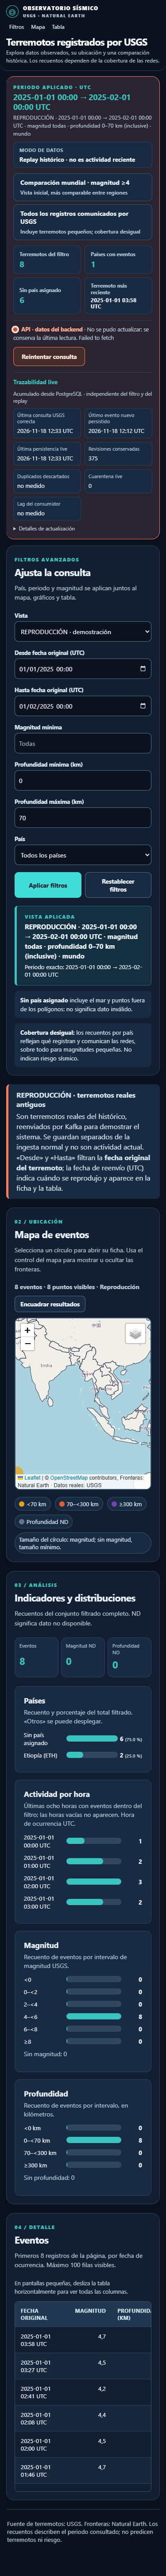 OBSERVATORIO SÍSMICO
USGS · NATURAL EARTH
Filtros Mapa Tabla
Terremotos registrados por USGS
Explora datos observados, su ubicación y actividad histórica. Los recuentos dependen de la cobertura de las redes.
PERIODO APLICADO · UTC
2025-01-01 00:00 UTC → 2025-02-01
00:00 UTC
REPRODUCCIÓN · 2025-01-01 00:00 → 2025-02-01 00:00
UTC · magnitud todas · profundidad 0–70 km (inclusive) ·
mundo
MODO DE DATOS
Replay histórico · no es actividad reciente
Comparación mundial · magnitud ≥4
Vista inicial, más comparable entre regiones
Todos los registros comunicados por
USGS
Incluye terremotos pequeños; cobertura desigual
Terremotos del filtro
8
Países con eventos
1
Sin país asignado
6
Terremoto más
reciente
2025-01-01 03:58
UTC
API · datos del backend · No se pudo actualizar: se
conserva la última lectura. Failed to fetch
Reintentar consulta
Trazabilidad live
Acumulado desde PostgreSQL · independiente del filtro y del
replay
Última consulta USGS
correcta
2026-11-18 12:33 UTC
Último evento nuevo
persistido
2026-11-18 12:12 UTC
Última persistencia live
2026-11-18 12:33 UTC
Revisiones conservadas
375
Duplicados descartados
no medido
Cuarentena live
0
Lag del consumidor
no medido
Detalles de actualización
FILTROS AVANZADOS
Ajusta la consulta
País, periodo y magnitud se aplican juntos al
mapa, gráficos y tabla.
Vista
REPRODUCCIÓN · demostración
Desde fecha original (UTC)
01/01/2025 00:00
Hasta fecha original (UTC)
01/02/2025 00:00
Magnitud mínima
Todas
Profundidad mínima (km)
0
Profundidad máxima (km)
70
País
Todos los países
Aplicar filtros
Restablecer
filtros
VISTA APLICADA
REPRODUCCIÓN · 2025-01-01 00:00
→ 2025-02-01 00:00 UTC · magnitud
todas · profundidad 0–70 km
(inclusive) · mundo
Periodo exacto: 2025-01-01 00:00 → 2025-02-
01 00:00 UTC
Sin país asignado incluye el mar y puntos fuera
de los polígonos; no significa dato inválido.
Cobertura desigual: los recuentos por país
reflejan qué registran y comunican las redes,
sobre todo para magnitudes pequeñas. No
indican riesgo sísmico.
REPRODUCCIÓN · terremotos reales
antiguos
Son terremotos reales del histórico,
reenviados por Kafka para demostrar el
sistema. Se guardan separados de la
ingesta normal y no son actividad actual.
«Desde» y «Hasta» filtran la fecha original
del terremoto; la fecha de reenvío (UTC)
indica cuándo se reprodujo y aparece en la
ficha y la tabla.
02 / UBICACIÓN
Mapa de eventos
Selecciona un círculo para abrir su ficha. Usa el
control del mapa para mostrar u ocultar las
fronteras.
8 eventos · 8 puntos visibles · Reproducción
Encuadrar resultados
+
−
中国
India
Leaflet | © OpenStreetMap contributors, Fronteras:
Natural Earth · Datos reales: USGS
<70 km
70–<300 km
≥300 km
Profundidad ND
Tamaño del círculo: magnitud; sin magnitud,
tamaño mínimo.
03 / ANÁLISIS
Indicadores y distribuciones
Recuentos del conjunto filtrado completo. ND
significa dato no disponible.
Eventos
8
Magnitud ND
0
Profundidad
ND
0
Países
Recuento y porcentaje del total filtrado.
«Otros» se puede desplegar.
Sin país
asignado
6 (75.0 %)
Etiopía (ETH)
2 (25.0 %)
Actividad por hora
Últimas ocho horas con eventos dentro del
filtro; las horas vacías no aparecen. Hora
de ocurrencia UTC.
2025-01-01
00:00 UTC
1
2025-01-01
01:00 UTC
2
2025-01-01
02:00 UTC
3
2025-01-01
03:00 UTC
2
Magnitud
Recuento de eventos por intervalo de
magnitud USGS.
<0 0
0–<2 0
2–<4 0
4–<6 8
6–<8 0
≥8 0
Sin magnitud: 0
Profundidad
Recuento de eventos por intervalo, en
kilómetros.
<0 km 0
0–<70 km 8
70–<300 km 0
≥300 km 0
Sin profundidad: 0
04 / DETALLE
Eventos
Primeros 8 registros de la página, por fecha de
ocurrencia. Máximo 100 filas visibles.
En pantallas pequeñas, desliza la tabla
horizontalmente para ver todas las columnas.
FECHA
ORIGINAL
MAGNITUD
PROFUNDIDA
(KM)
2025-01-01
03:58 UTC
4,7
2025-01-01
03:27 UTC
4,5
2025-01-01
02:41 UTC
4,2
2025-01-01
02:08 UTC
4,4
2025-01-01
02:00 UTC
4,5
2025-01-01
01:46 UTC
4,7
Fuente de terremotos: USGS. Fronteras: Natural Earth. Los
recuentos describen el periodo consultado; no predicen
terremotos ni riesgo.